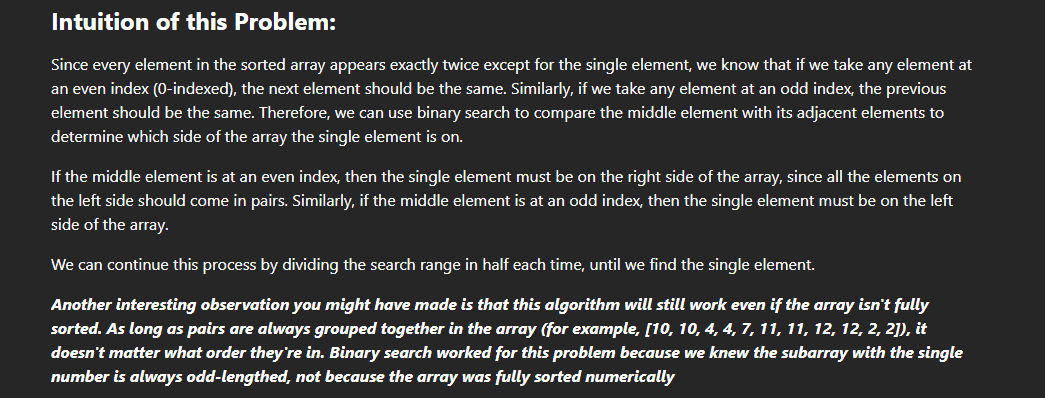 Intuition of this Problem:
Since every element in the sorted array appears exactly twice except for the single element, we know that if we take any element at
an even index (0-indexed), the next element should be the same. Similarly, if we take any element at an odd index, the previous
element should be the same. Therefore, we can use binary search to compare the middle element with its adjacent elements to
determine which side of the array the single element is on.
If the middle element is at an even index, then the single element must be on the right side of the array, since all the elements on
the left side should come in pairs. Similarly, if the middle element is at an odd index, then the single element must be on the left
side of the array.
We can continue this process by dividing the search range in half each time, until we find the single element.
Another interesting observation you might have made is that this algorithm will still work even if the array isn't fully
sorted. As long as pairs are always grouped together in the array (for example, [10, 10, 4, 4, 7, 11, 11, 12, 12, 2, 2]), it
doesn't matter what order they're in. Binary search worked for this problem because we knew the subarray with the single
number is always odd-lengthed, not because the array was fully sorted numerically